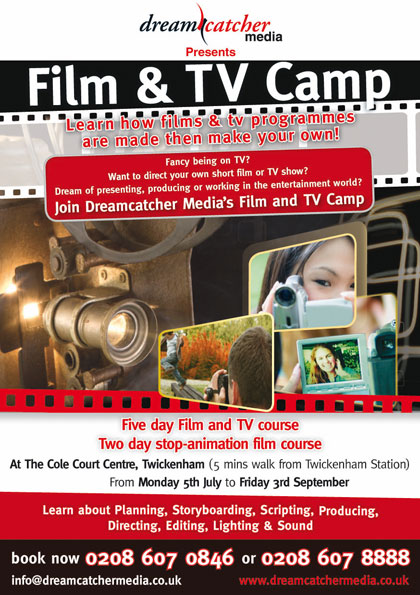 dreamcatcher
media
Presents
Film & TV Camp
Learn how films & tv programmes
are made then make your own!
Fancy being on TV?
Want to direct your own short film or TV show?
Dream of presenting, producing or working in the entertainment world?
Join Dreamcatcher Media's Film and TV Camp
Five day Film and TV course
Two day stop-animation film course
At The Cole Court Centre, Twickenham (5 mins walk from Twickenham Station)
From Monday 5th July to Friday 3rd September
Learn about Planning, Storyboarding, Scripting, Producing,
Directing, Editing, Lighting & Sound
book now 0208 607 0846 or 0208 607 8888
info@dreamcatchermedia.co.uk www.dreamcatchermedia.co.uk